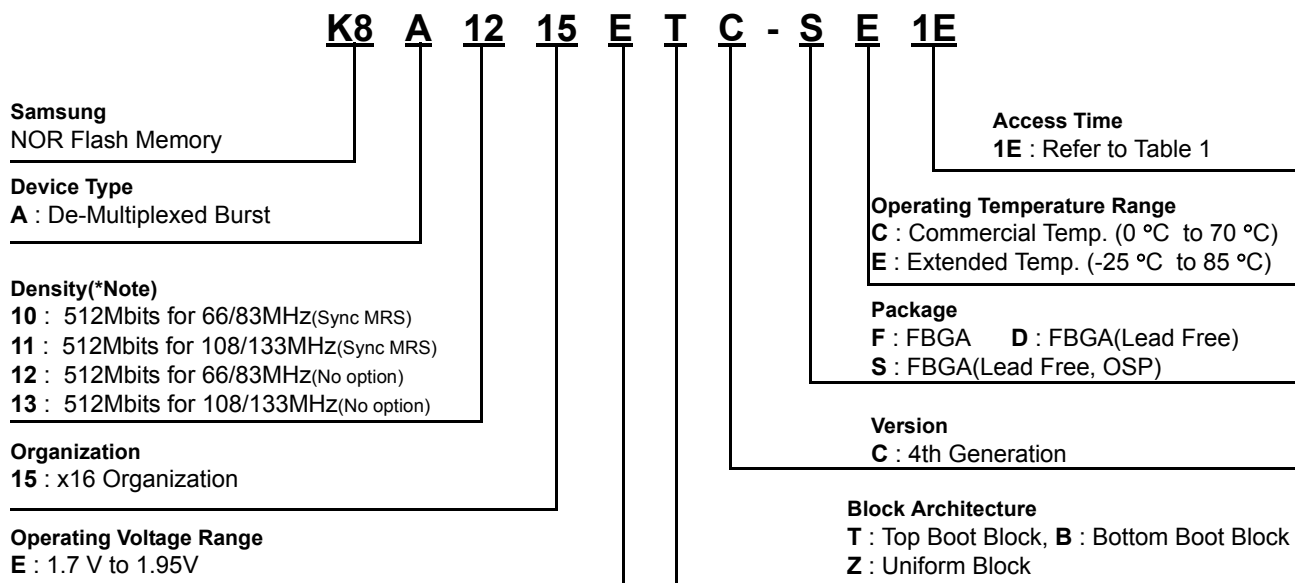 K8 A 12 15 E T C - S E 1E
Samsung
NOR Flash Memory
Device Type
A : De-Multiplexed Burst
Density(*Note)
10 : 512Mbits for 66/83MHz(Sync MRS)
11 : 512Mbits for 108/133MHz(Sync MRS)
12 : 512Mbits for 66/83MHz(No option)
13 : 512Mbits for 108/133MHz(No option)
Organization
15 : x16 Organization
Operating Voltage Range
E : 1.7 V to 1.95V
Access Time
1E : Refer to Table 1
Operating Temperature Range
C : Commercial Temp. (0 °C to 70 °C)
E : Extended Temp. (-25 °C to 85 °C)
Package
F : FBGA D : FBGA(Lead Free)
S : FBGA(Lead Free, OSP)
Version
C : 4th Generation
Block Architecture
T : Top Boot Block, B : Bottom Boot Block
Z : Uniform Block